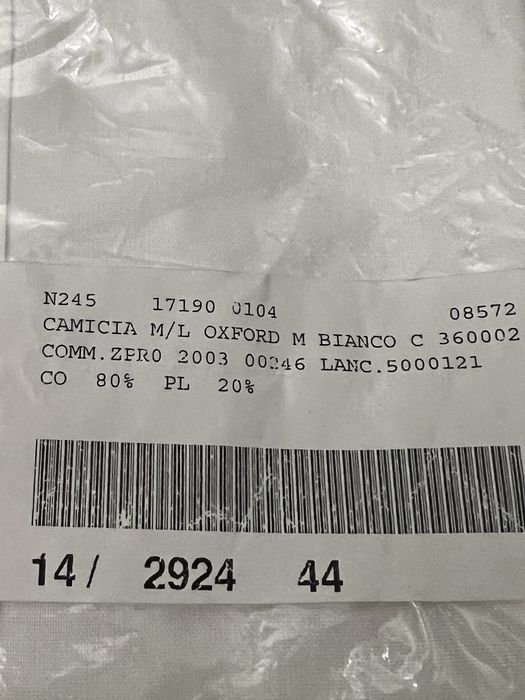 N245 17190 0104 08572
CAMICIA M/L OXFORD M BIANCO C 360002
COMM.ZPR0 2003 00246 LANC.5000121
CO 80% PL 20%
14/ 2924 44